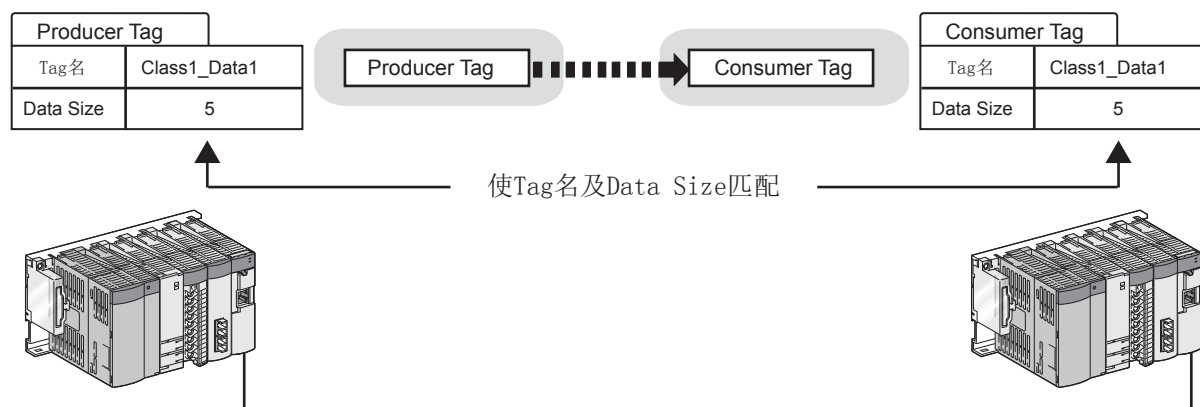 Producer Tag
Tag名 Class1_Data1
Data Size 5
Producer Tag Consumer Tag
Consumer Tag
Tag名 Class1_Data1
Data Size 5
使Tag名及Data Size匹配